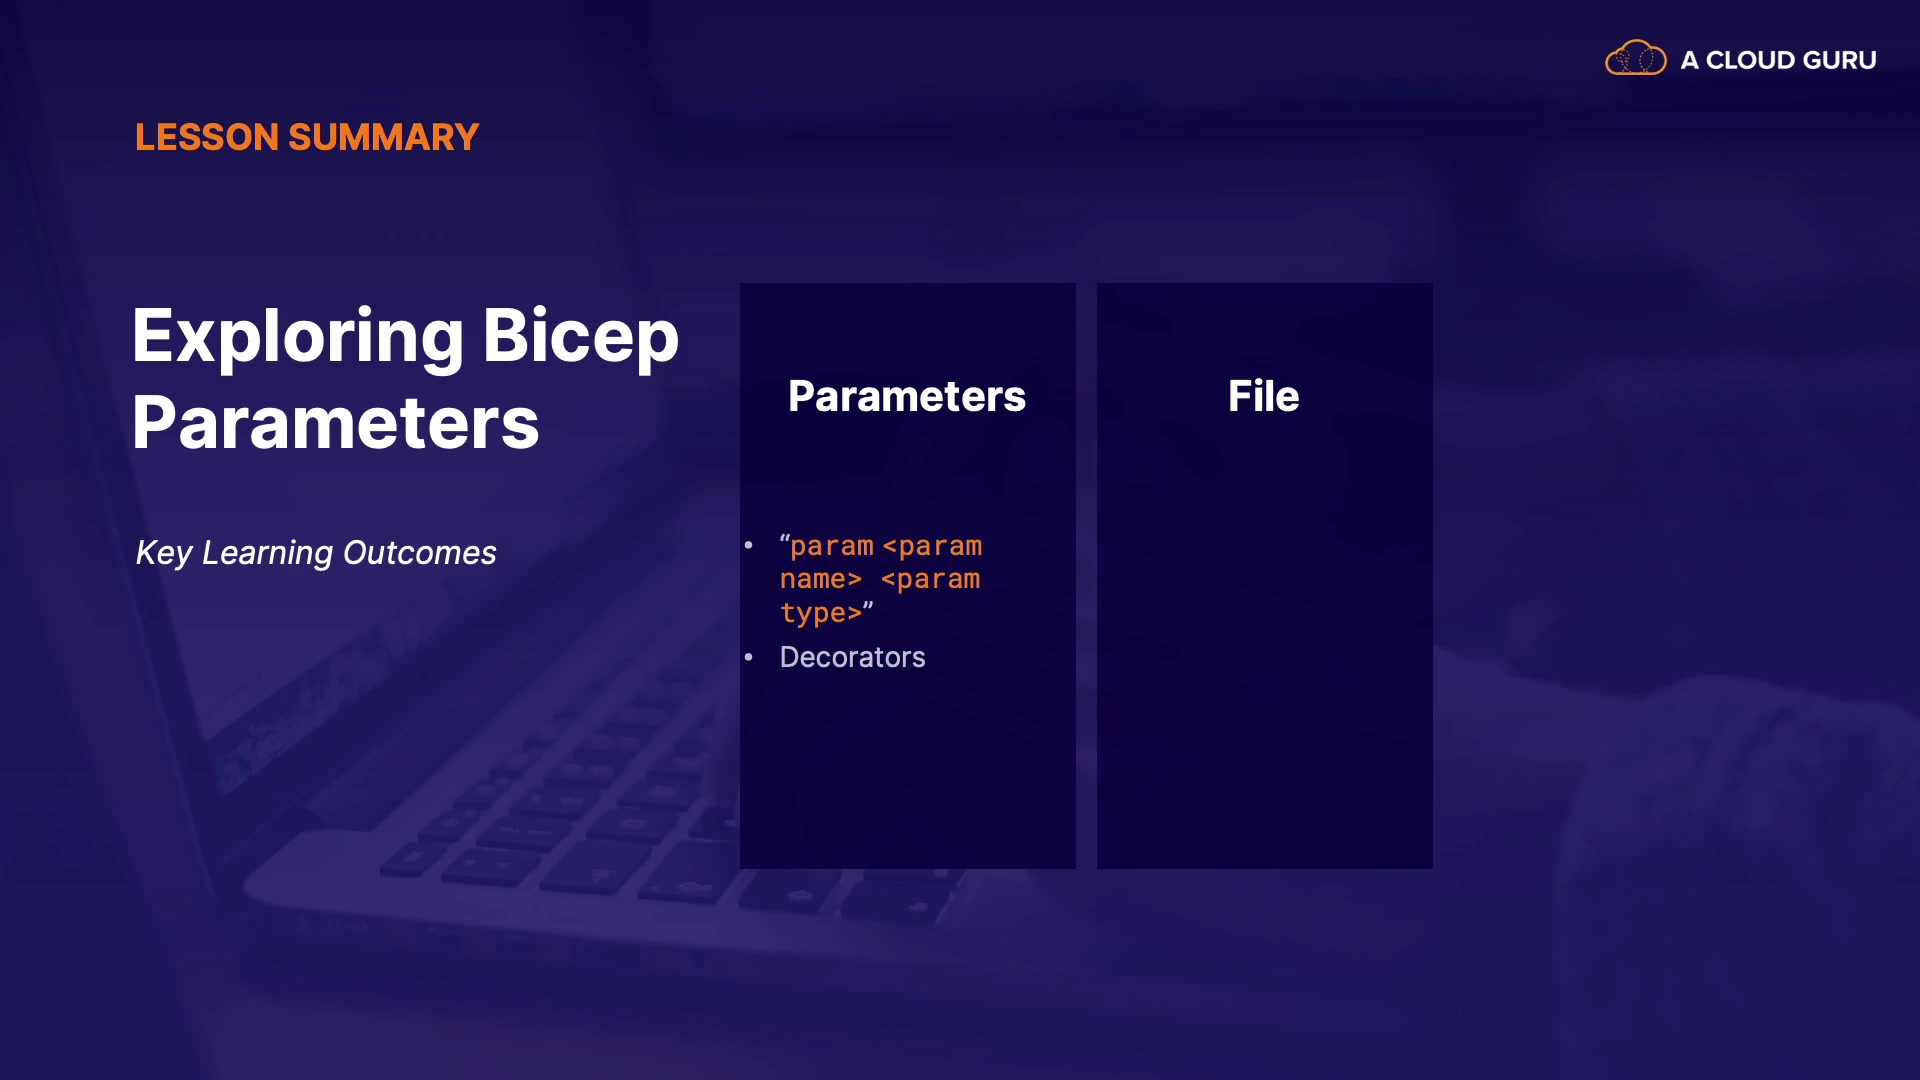 A CLOUD GURU
LESSON SUMMARY
Exploring Bicep
Parameters
Key Learning Outcomes
Parameters
• “param <param
name> <param
type>”
• Decorators
File